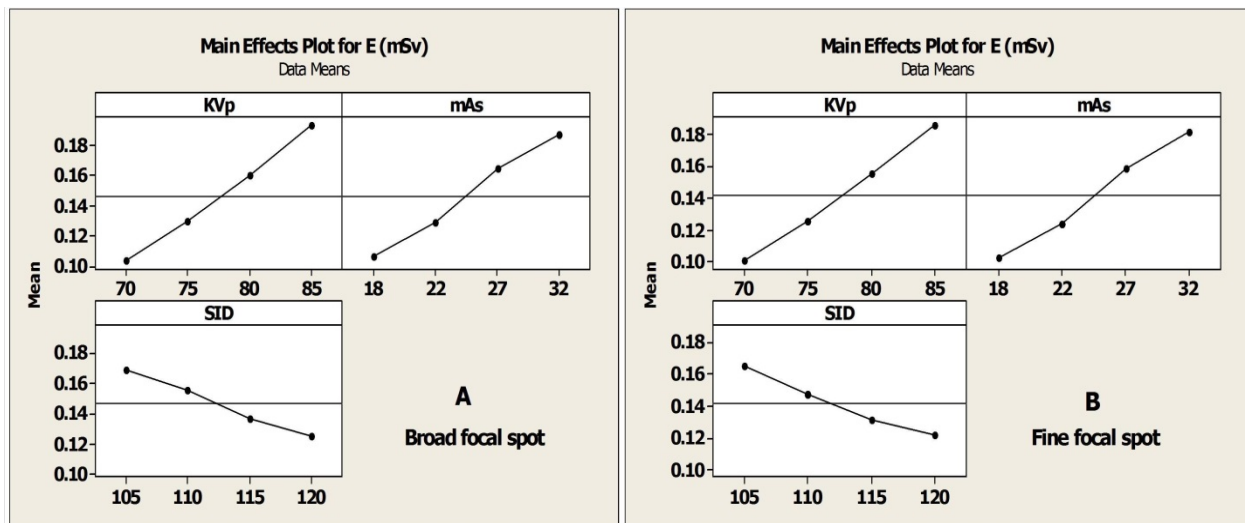 Main Effects Plot for E (mSv)
Data Means
KVp mAs
0.18
0.16
0.14
0.12
0.10
70 75 80 85 18 22 27 32
Mean
SID
0.18
0.16
0.14
0.12
0.10
105 110 115 120
A
Broad focal spot
Main Effects Plot for E (mSv)
Data Means
KVp mAs
0.18
0.16
0.14
0.12
0.10
70 75 80 85 18 22 27 32
Mean
SID
0.18
0.16
0.14
0.12
0.10
105 110 115 120
B
Fine focal spot